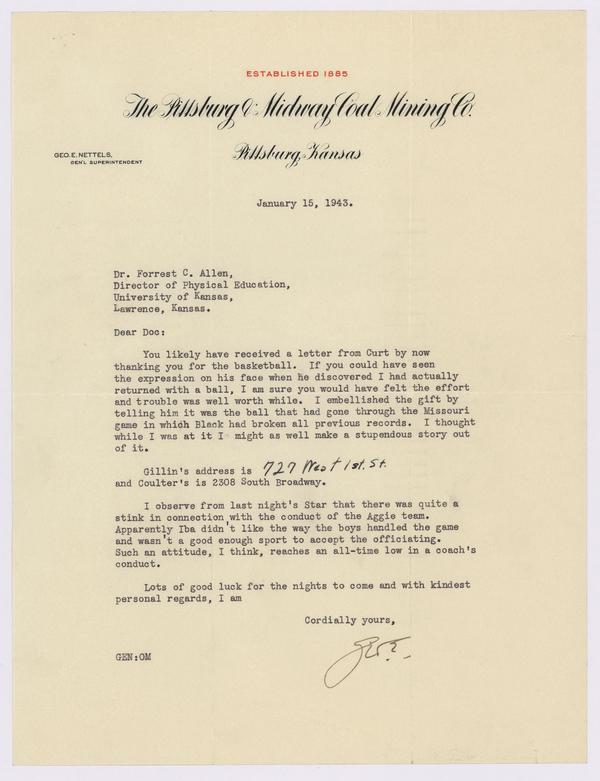 ESTABLISHED 1885
The Pittsburg & Midway Coal Mining Co.
GEO. E. NETTELS,
GEN'L SUPERINTENDENT
Pittsburg, Kansas
January 15, 1943.
Dr. Forrest C. Allen,
Director of Physical Education,
University of Kansas,
Lawrence, Kansas.
Dear Doc:
You likely have received a letter from Curt by now
thanking you for the basketball. If you could have seen
the expression on his face when he discovered I had actually
returned with a ball, I am sure you would have felt the effort
and trouble was well worth while. I embellished the gift by
telling him it was the ball that had gone through the Missouri
game in which Black had broken all previous records. I thought
while I was at it I might as well make a stupendous story out
of it.
Gillin's address is 727 West 1st. St.
and Coulter's is 2308 South Broadway.
I observe from last night's Star that there was quite a
stink in connection with the conduct of the Aggie team.
Apparently Iba didn't like the way the boys handled the game
and wasn't a good enough sport to accept the officiating.
Such an attitude, I think, reaches an all-time low in a coach's
conduct.
Lots of good luck for the nights to come and with kindest
personal regards, I am
Cordially yours,
GEN:OM